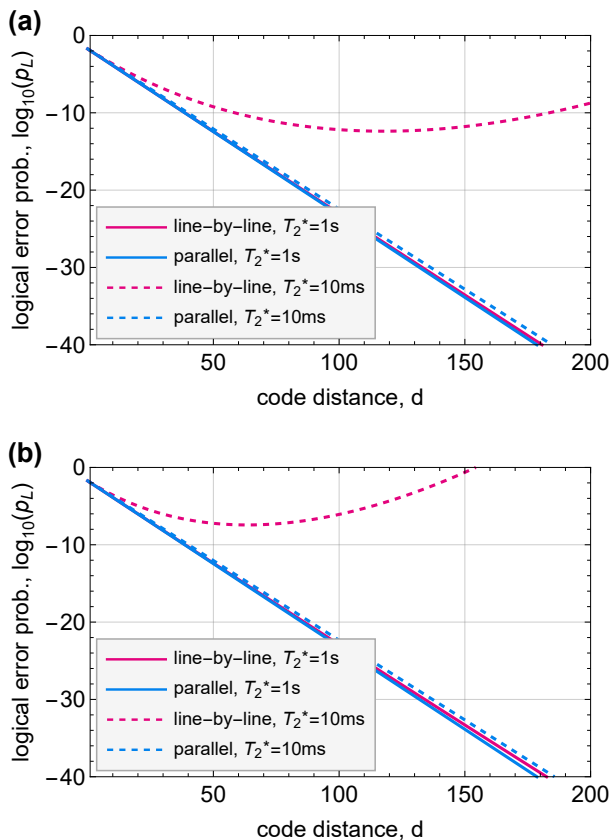 (a)
logical error prob., log10(pL)
-0
-10
-20
-30
-40
line-by-line, T2*=1s
parallel, T2*=1s
line-by-line, T2*=10ms
parallel, T2*=10ms
50 100 150 200
code distance, d
(b)
logical error prob., log10(pL)
0
-10
-20
-30
-40
line-by-line, T2*=1s
parallel, T2*=1s
line-by-line, T2*=10ms
parallel, T2*=10ms
50 100 150 200
code distance, d